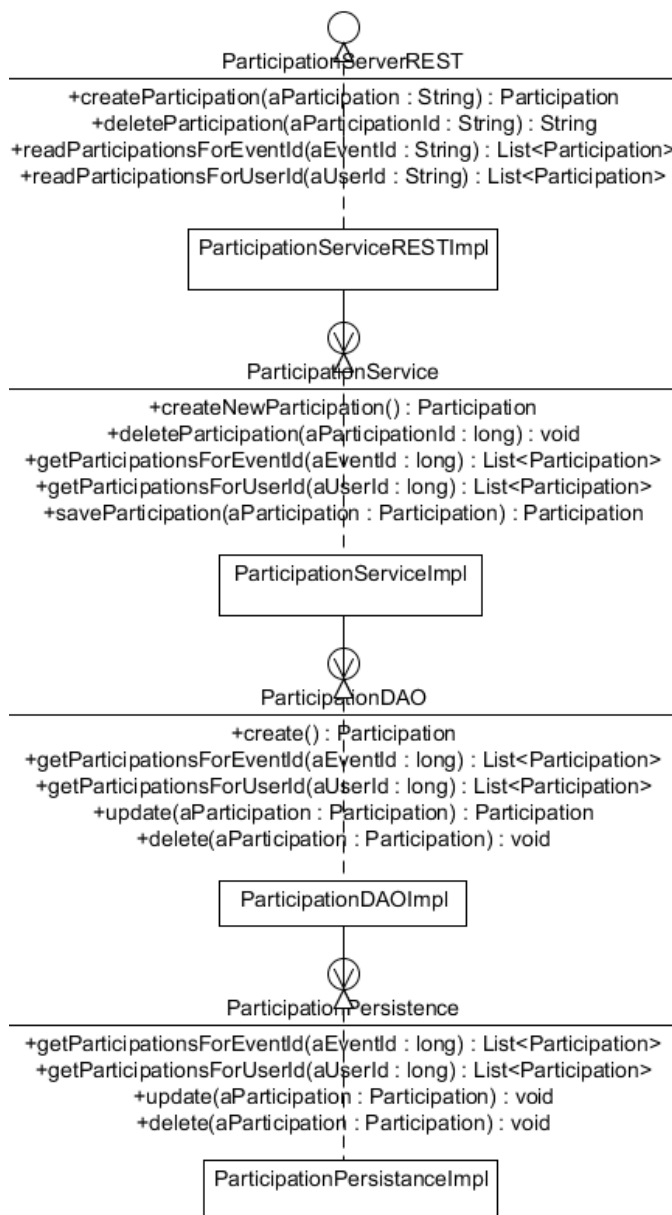 ParticipationServerREST
+createParticipation(aParticipation : String) : Participation
+deleteParticipation(aParticipationId : String) : String
+readParticipationsForEventId(aEventId : String) : List<Participation>
+readParticipationsForUserId(aUserId : String) : List<Participation>
ParticipationServiceRESTImpl
ParticipationService
+createNewParticipation() : Participation
+deleteParticipation(aParticipationId : long) : void
+getParticipationsForEventId(aEventId : long) : List<Participation>
+getParticipationsForUserId(aUserId : long) : List<Participation>
+saveParticipation(aParticipation : Participation) : Participation
ParticipationServiceImpl
ParticipationDAO
+create() : Participation
+getParticipationsForEventId(aEventId : long) : List<Participation>
+getParticipationsForUserId(aUserId : long) : List<Participation>
+update(aParticipation : Participation) : Participation
+delete(aParticipation : Participation) : void
ParticipationDAOImpl
ParticipationPersistence
+getParticipationsForEventId(aEventId : long) : List<Participation>
+getParticipationsForUserId(aUserId : long) : List<Participation>
+update(aParticipation : Participation) : void
+delete(aParticipation : Participation) : void
ParticipationPersistanceImpl